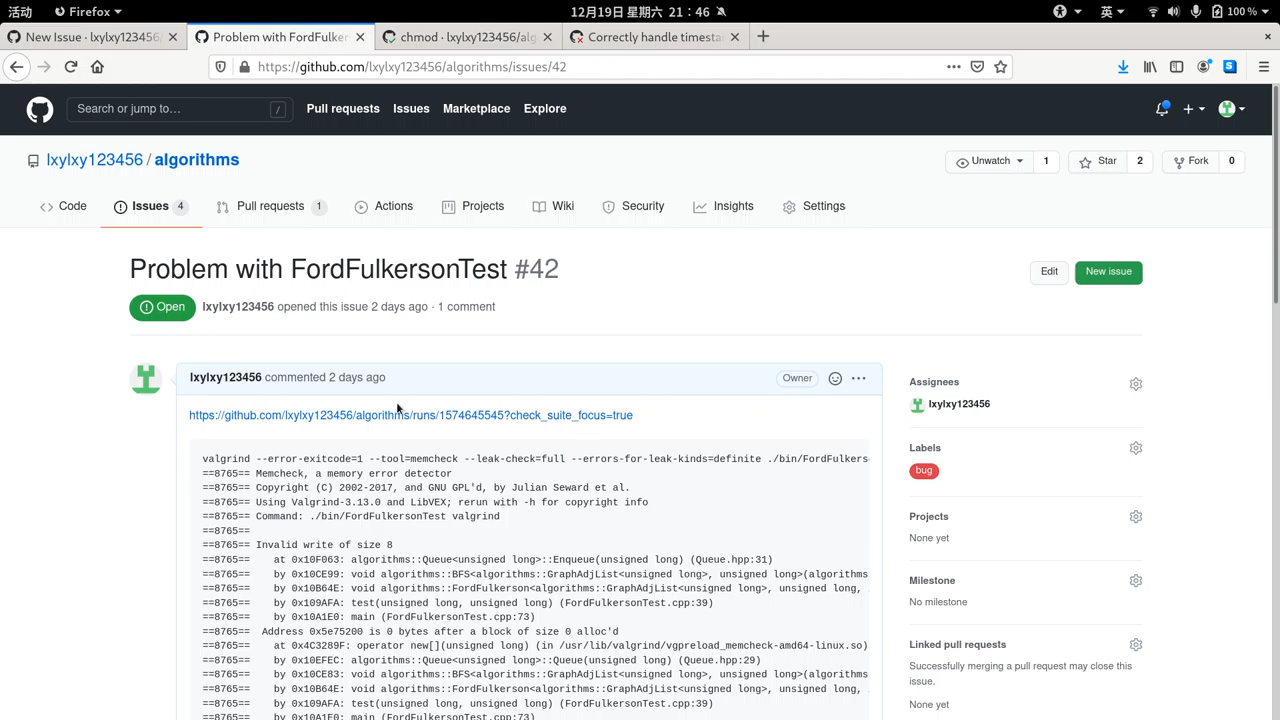 活动 Firefox 12月19日 星期六 21：46 英 100 %
New Issue · lxylxy123456/ Problem with FordFulker chmod · lxylxy123456/alg Correctly handle timesta
https://github.com/lxylxy123456/algorithms/issues/42
Search or jump to… / Pull requests Issues Marketplace Explore
lxylxy123456 / algorithms Unwatch 1 Star 2 Fork 0
Code Issues 4 Pull requests 1 Actions Projects Wiki Security Insights Settings
Problem with FordFulkersonTest #42 Edit New issue
Open lxylxy123456 opened this issue 2 days ago · 1 comment
lxylxy123456 commented 2 days ago Owner
https://github.com/lxylxy123456/algorithms/runs/1574645545?check_suite_focus=true
valgrind --error-exitcode=1 --tool=memcheck --leak-check=full --errors-for-leak-kinds=definite ./bin/FordFulkers
==8765== Memcheck, a memory error detector
==8765== Copyright (C) 2002-2017, and GNU GPL'd, by Julian Seward et al.
==8765== Using Valgrind-3.13.0 and LibVEX; rerun with -h for copyright info
==8765== Command: ./bin/FordFulkersonTest valgrind
==8765==
==8765== Invalid write of size 8
==8765==    at 0x10F063: algorithms::Queue<unsigned long>::Enqueue(unsigned long) (Queue.hpp:31)
==8765==    by 0x10CE99: void algorithms::BFS<algorithms::GraphAdjList<unsigned long>, unsigned long>(algorithms
==8765==    by 0x10B64E: void algorithms::FordFulkerson<algorithms::GraphAdjList<unsigned long>, unsigned long,
==8765==    by 0x109AFA: test(unsigned long, unsigned long) (FordFulkersonTest.cpp:39)
==8765==    by 0x10A1E0: main (FordFulkersonTest.cpp:73)
==8765==  Address 0x5e75200 is 0 bytes after a block of size 0 alloc'd
==8765==    at 0x4C3289F: operator new[](unsigned long) (in /usr/lib/valgrind/vgpreload_memcheck-amd64-linux.so)
==8765==    by 0x10EFEC: algorithms::Queue<unsigned long>::Queue(unsigned long) (Queue.hpp:29)
==8765==    by 0x10CE83: void algorithms::BFS<algorithms::GraphAdjList<unsigned long>, unsigned long>(algorithms
==8765==    by 0x10B64E: void algorithms::FordFulkerson<algorithms::GraphAdjList<unsigned long>, unsigned long,
==8765==    by 0x109AFA: test(unsigned long, unsigned long) (FordFulkersonTest.cpp:39)
==8765==    by 0x10A1E0: main (FordFulkersonTest.cpp:73)
Assignees
lxylxy123456
Labels
bug
Projects
None yet
Milestone
No milestone
Linked pull requests
Successfully merging a pull request may close this
issue.
None yet